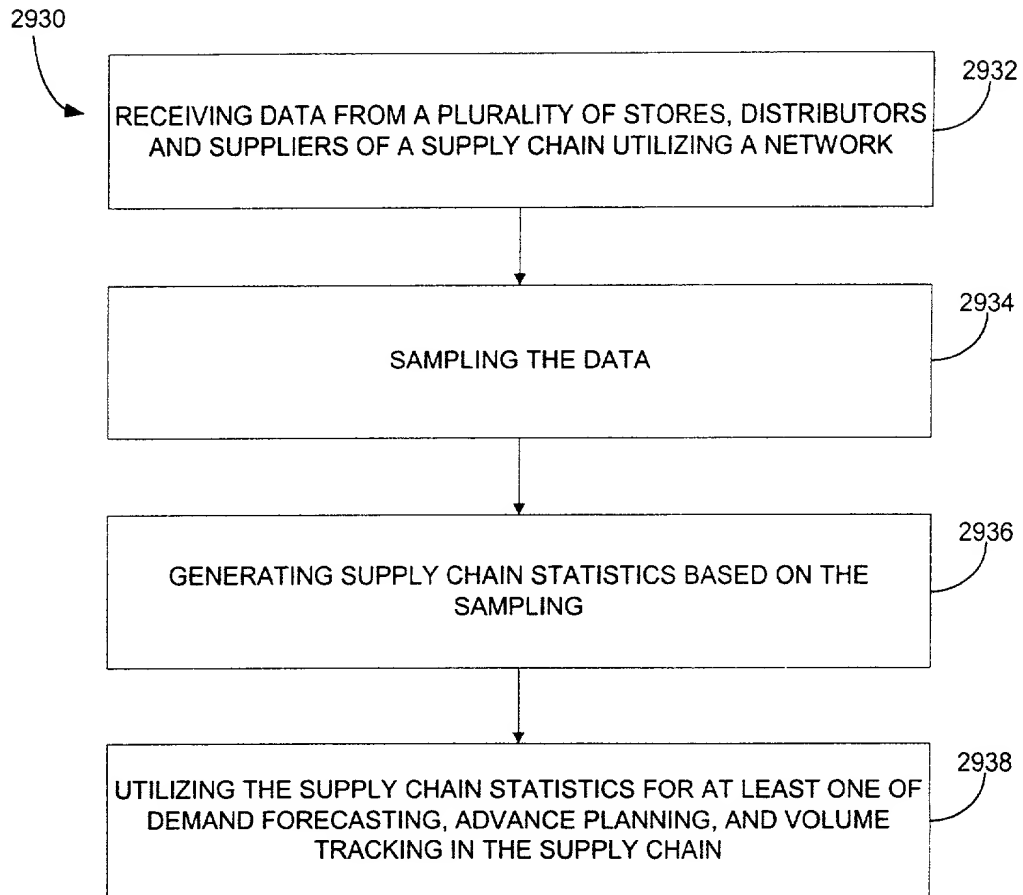 2930
2932
RECEIVING DATA FROM A PLURALITY OF STORES, DISTRIBUTORS
AND SUPPLIERS OF A SUPPLY CHAIN UTILIZING A NETWORK
2934
SAMPLING THE DATA
2936
GENERATING SUPPLY CHAIN STATISTICS BASED ON THE
SAMPLING
2938
UTILIZING THE SUPPLY CHAIN STATISTICS FOR AT LEAST ONE OF
DEMAND FORECASTING, ADVANCE PLANNING, AND VOLUME
TRACKING IN THE SUPPLY CHAIN